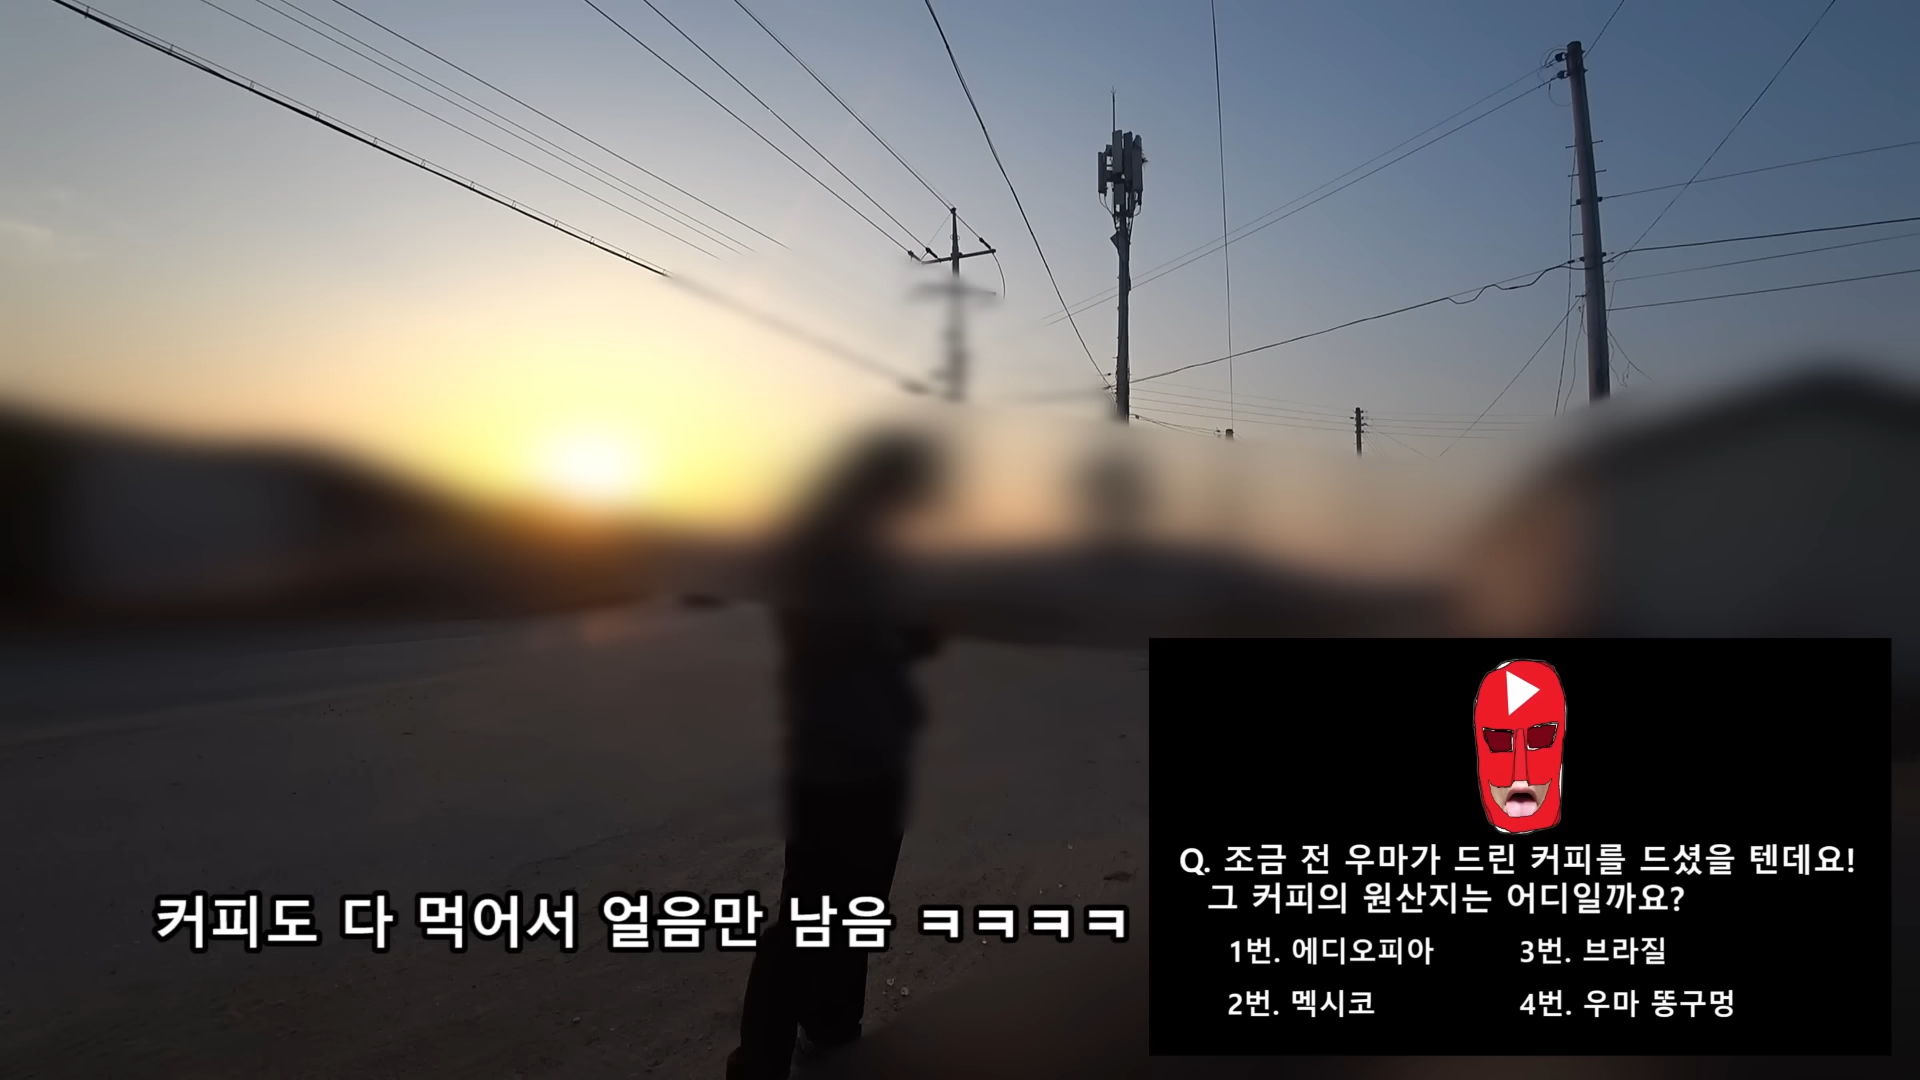 커피도 다 먹어서 얼음만 남음 ㅋㅋㅋㅋ
Q. 조금 전 우마가 드린 커피를 드셨을 텐데요!
그 커피의 원산지는 어디일까요?
1번. 에디오피아
3번. 브라질
2번. 멕시코
4번. 우마 똥구멍